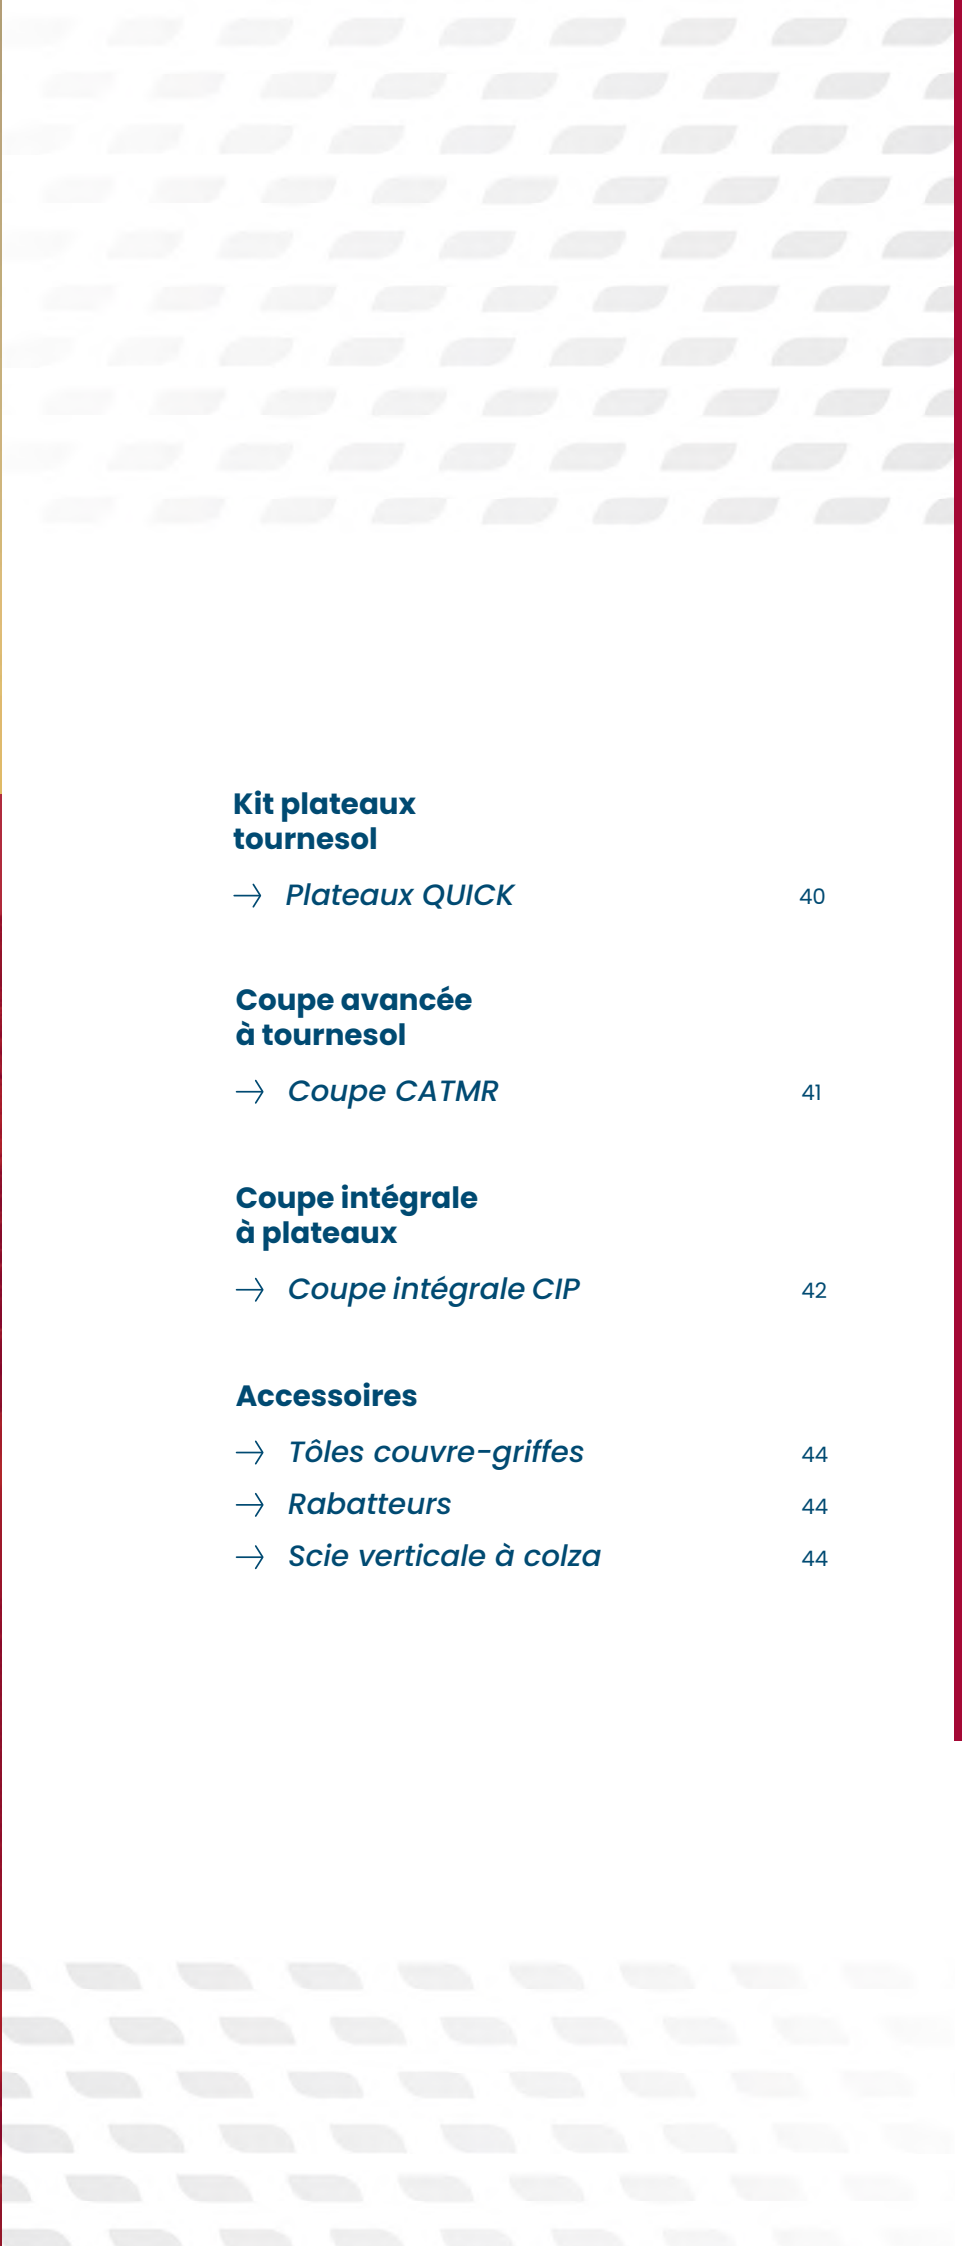 Kit plateaux
tournesol
→ Plateaux QUICK 40
Coupe avancée
à tournesol
→ Coupe CATMR 41
Coupe intégrale
à plateaux
→ Coupe intégrale CIP 42
Accessoires
→ Tôles couvre-griffes 44
→ Rabatteurs 44
→ Scie verticale à colza 44